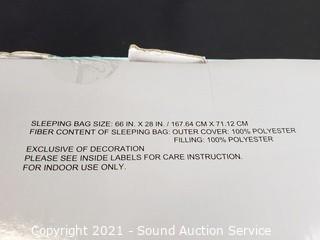 SLEEPING BAG SIZE: 66 IN. X 28 IN. / 167.64 CM X 71.12 CM
FIBER CONTENT OF SLEEPING BAG: OUTER COVER: 100% POLYESTER
FILLING: 100% POLYESTER
EXCLUSIVE OF DECORATION
PLEASE SEE INSIDE LABELS FOR CARE INSTRUCTION.
FOR INDOOR USE ONLY.
Copyright 2021 - Sound Auction Service